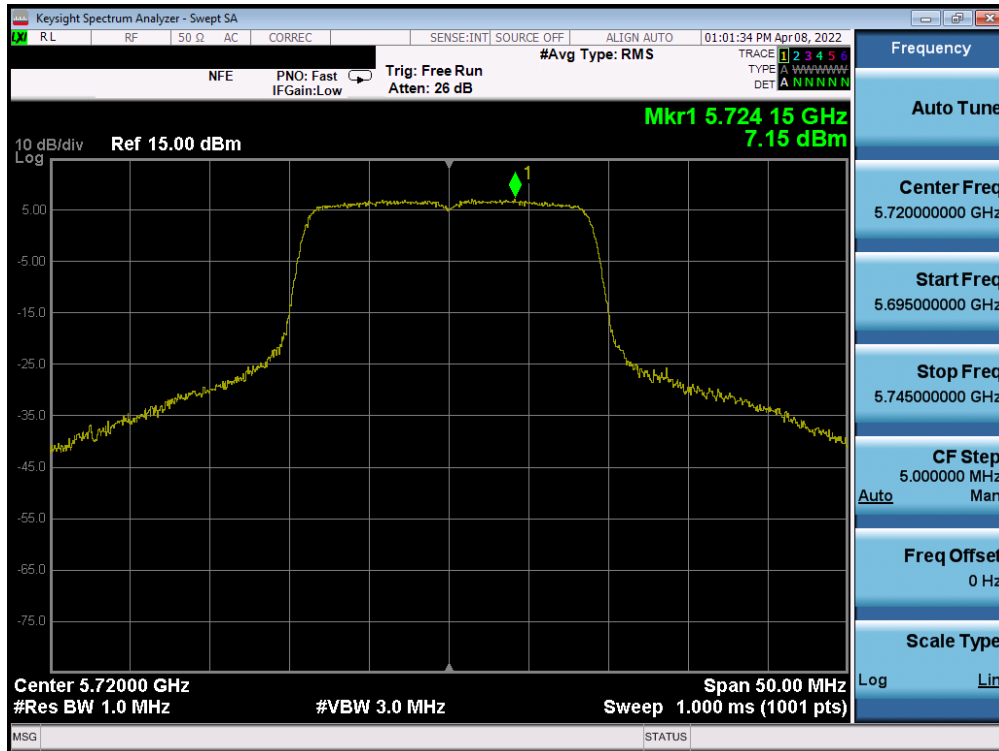 Keysight Spectrum Analyzer - Swept SA
LXI RL RF 50 Ω AC CORREC SENSE:INT SOURCE OFF ALIGN AUTO 01:01:34 PM Apr 08, 2022
#Avg Type: RMS TRACE 1 2 3 4 5 6
NFE PNO: Fast Trig: Free Run TYPE A WWWWW
IFGain:Low Atten: 26 dB DET A N N N N N
Mkr1 5.724 15 GHz
10 dB/div Ref 15.00 dBm 7.15 dBm
Log
1
5.00
-5.00
-15.0
-25.0
-35.0
-45.0
-55.0
-65.0
-75.0
Center 5.72000 GHz Span 50.00 MHz
#Res BW 1.0 MHz #VBW 3.0 MHz Sweep 1.000 ms (1001 pts)
MSG STATUS
Frequency
Auto Tune
Center Freq
5.720000000 GHz
Start Freq
5.695000000 GHz
Stop Freq
5.745000000 GHz
CF Step
5.000000 MHz
Auto Man
Freq Offset
0 Hz
Scale Type
Log Lin